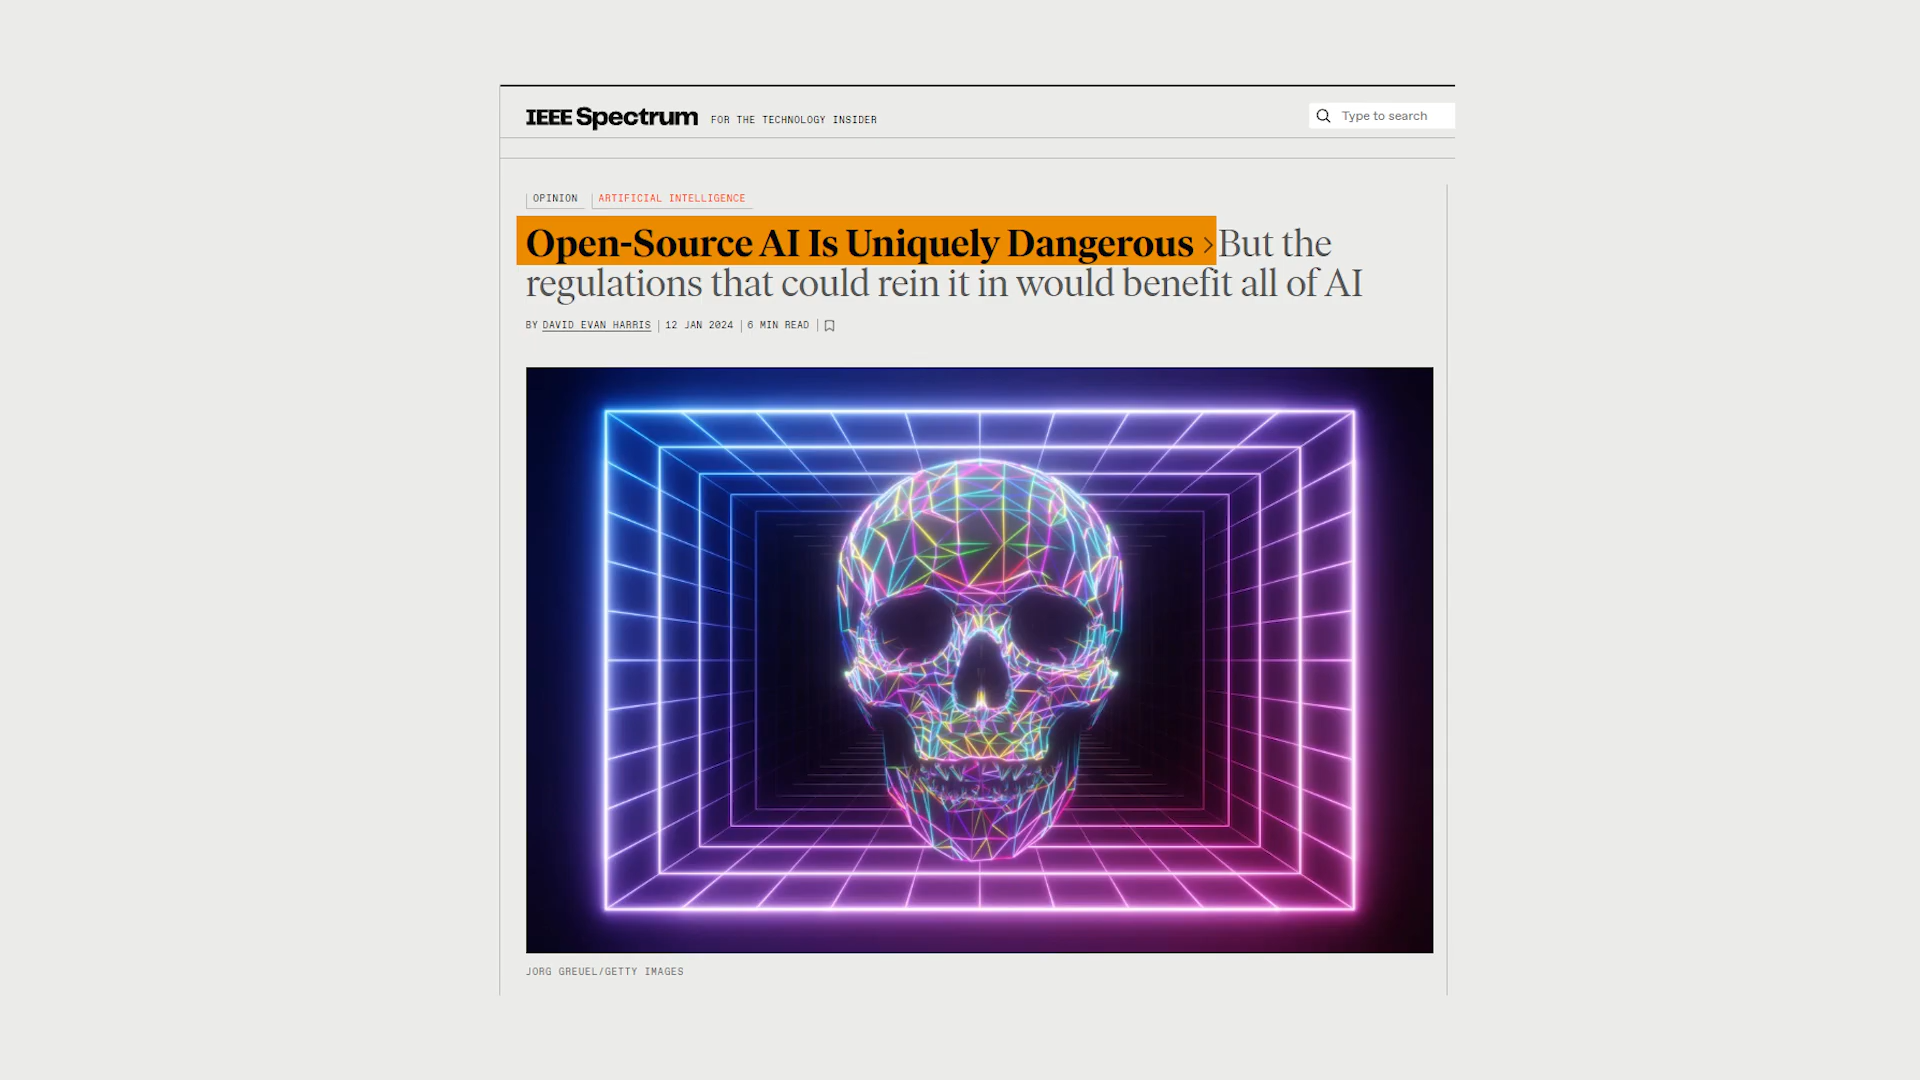 IEEE Spectrum FOR THE TECHNOLOGY INSIDER
Type to search
OPINION ARTIFICIAL INTELLIGENCE
Open-Source AI Is Uniquely Dangerous › But the
regulations that could rein it in would benefit all of AI
BY DAVID EVAN HARRIS | 12 JAN 2024 | 6 MIN READ |
JORG GREUEL/GETTY IMAGES